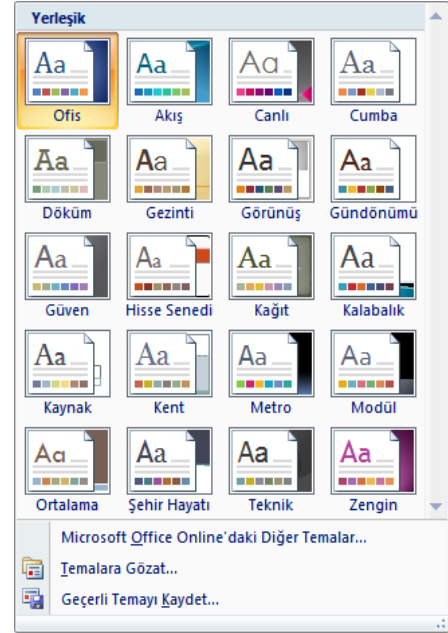 Yerleşik
Aa Aa Aa Aa
Ofis Akış Canlı Cumba
Aa Aa Aa Aa
Döküm Gezinti Görünüş Gündönümü
Aa Aa Aa Aa
Güven Hisse Senedi Kağıt Kalabalık
Aa Aa Aa Aa
Kaynak Kent Metro Modül
Aa Aa Aa Aa
Ortalama Şehir Hayatı Teknik Zengin
Microsoft Office Online'daki Diğer Temalar...
Temalara Gözat...
Geçerli Temayı Kaydet...